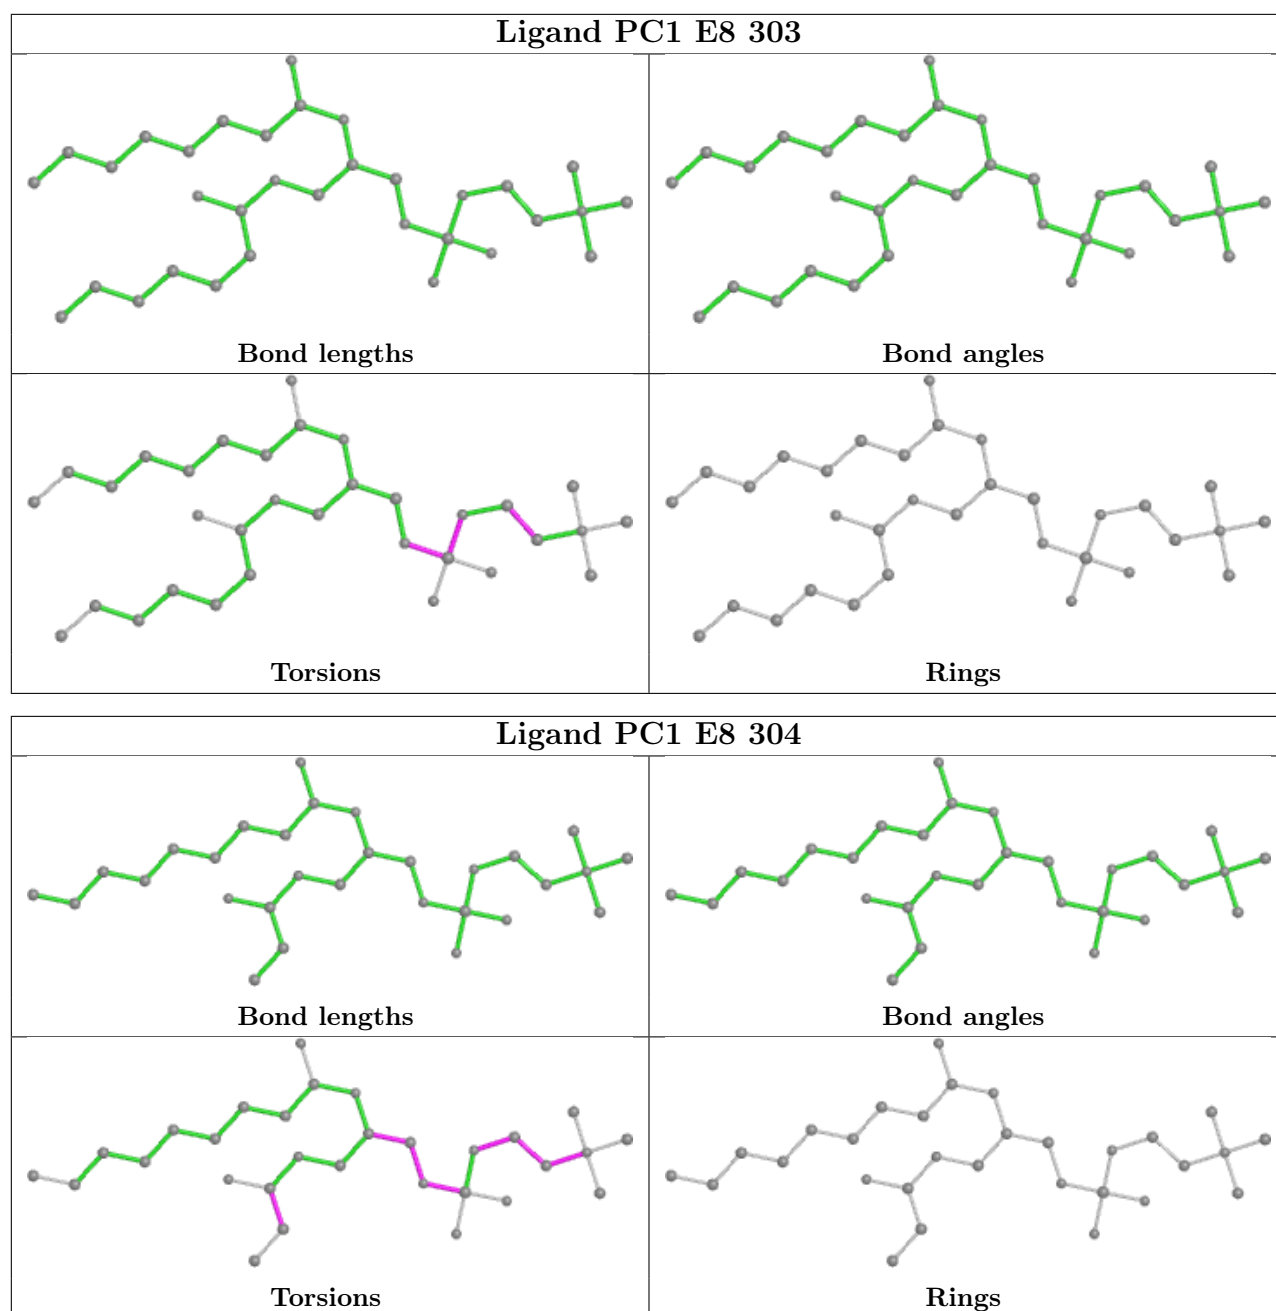 Ligand PC1 E8 303
Bond lengths
Bond angles
Torsions
Rings
Ligand PC1 E8 304
Bond lengths
Bond angles
Torsions
Rings